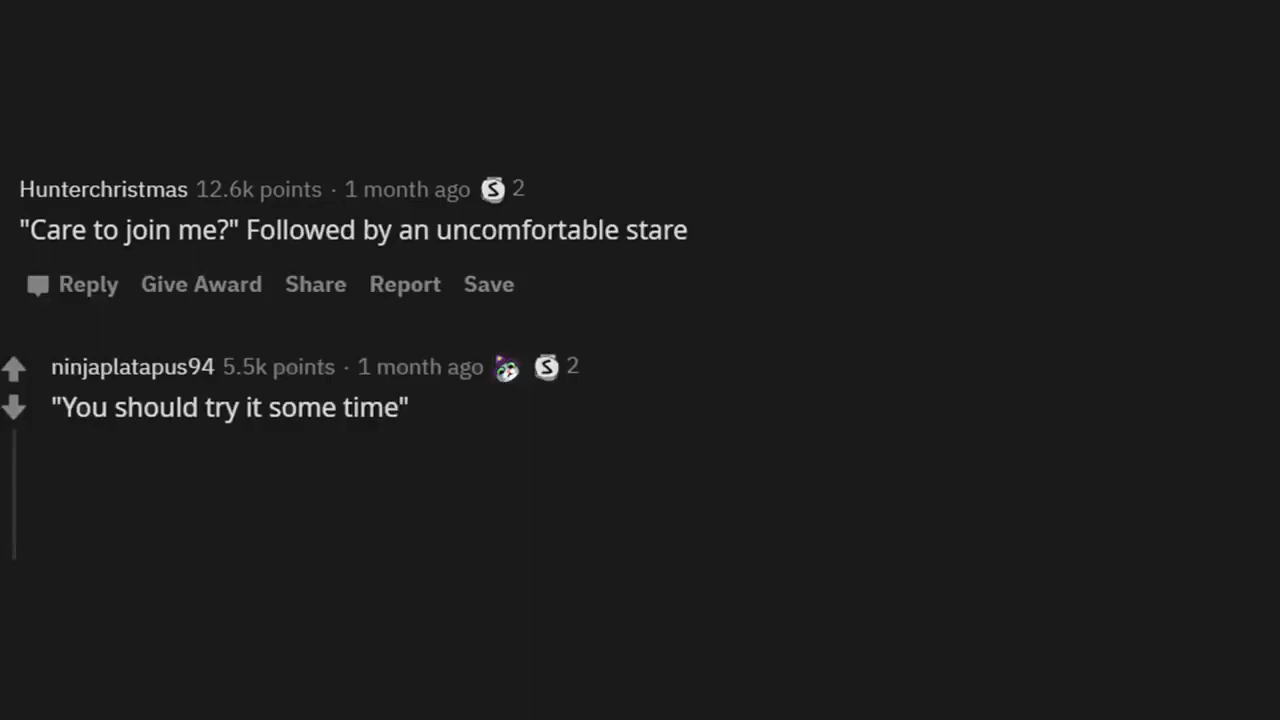 Hunterchristmas 12.6k points · 1 month ago S 2
"Care to join me?" Followed by an uncomfortable stare
Reply Give Award Share Report Save
ninjaplatapus94 5.5k points · 1 month ago S 2
"You should try it some time"